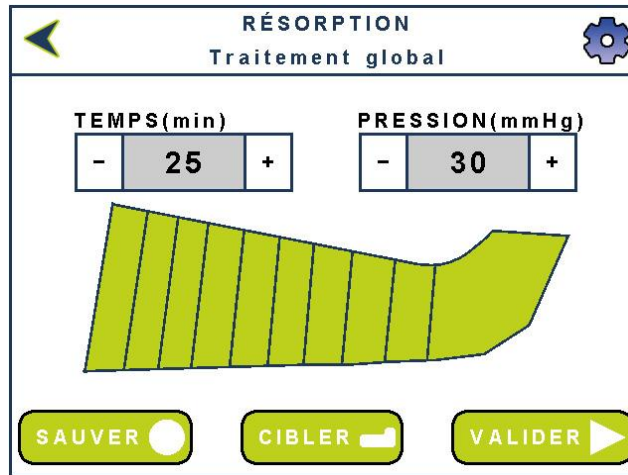 RÉSORPTION
Traitement global
TEMPS(min)
- 25 +
PRESSION(mmHg)
- 30 +
SAUVER
CIBLER
VALIDER